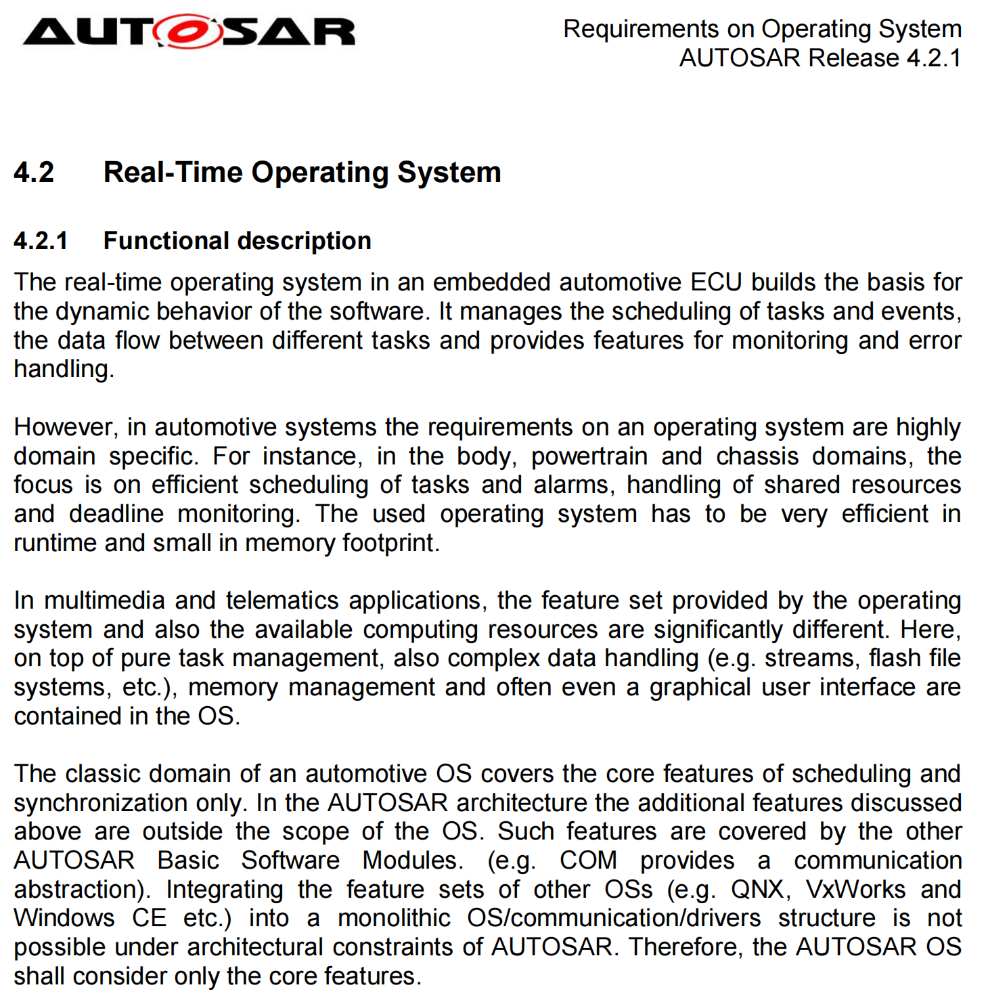 AUTOSAR
Requirements on Operating System
AUTOSAR Release 4.2.1
4.2 Real-Time Operating System
4.2.1 Functional description
The real-time operating system in an embedded automotive ECU builds the basis for
the dynamic behavior of the software. It manages the scheduling of tasks and events,
the data flow between different tasks and provides features for monitoring and error
handling.
However, in automotive systems the requirements on an operating system are highly
domain specific. For instance, in the body, powertrain and chassis domains, the
focus is on efficient scheduling of tasks and alarms, handling of shared resources
and deadline monitoring. The used operating system has to be very efficient in
runtime and small in memory footprint.
In multimedia and telematics applications, the feature set provided by the operating
system and also the available computing resources are significantly different. Here,
on top of pure task management, also complex data handling (e.g. streams, flash file
systems, etc.), memory management and often even a graphical user interface are
contained in the OS.
The classic domain of an automotive OS covers the core features of scheduling and
synchronization only. In the AUTOSAR architecture the additional features discussed
above are outside the scope of the OS. Such features are covered by the other
AUTOSAR Basic Software Modules. (e.g. COM provides a communication
abstraction). Integrating the feature sets of other OSs (e.g. QNX, VxWorks and
Windows CE etc.) into a monolithic OS/communication/drivers structure is not
possible under architectural constraints of AUTOSAR. Therefore, the AUTOSAR OS
shall consider only the core features.